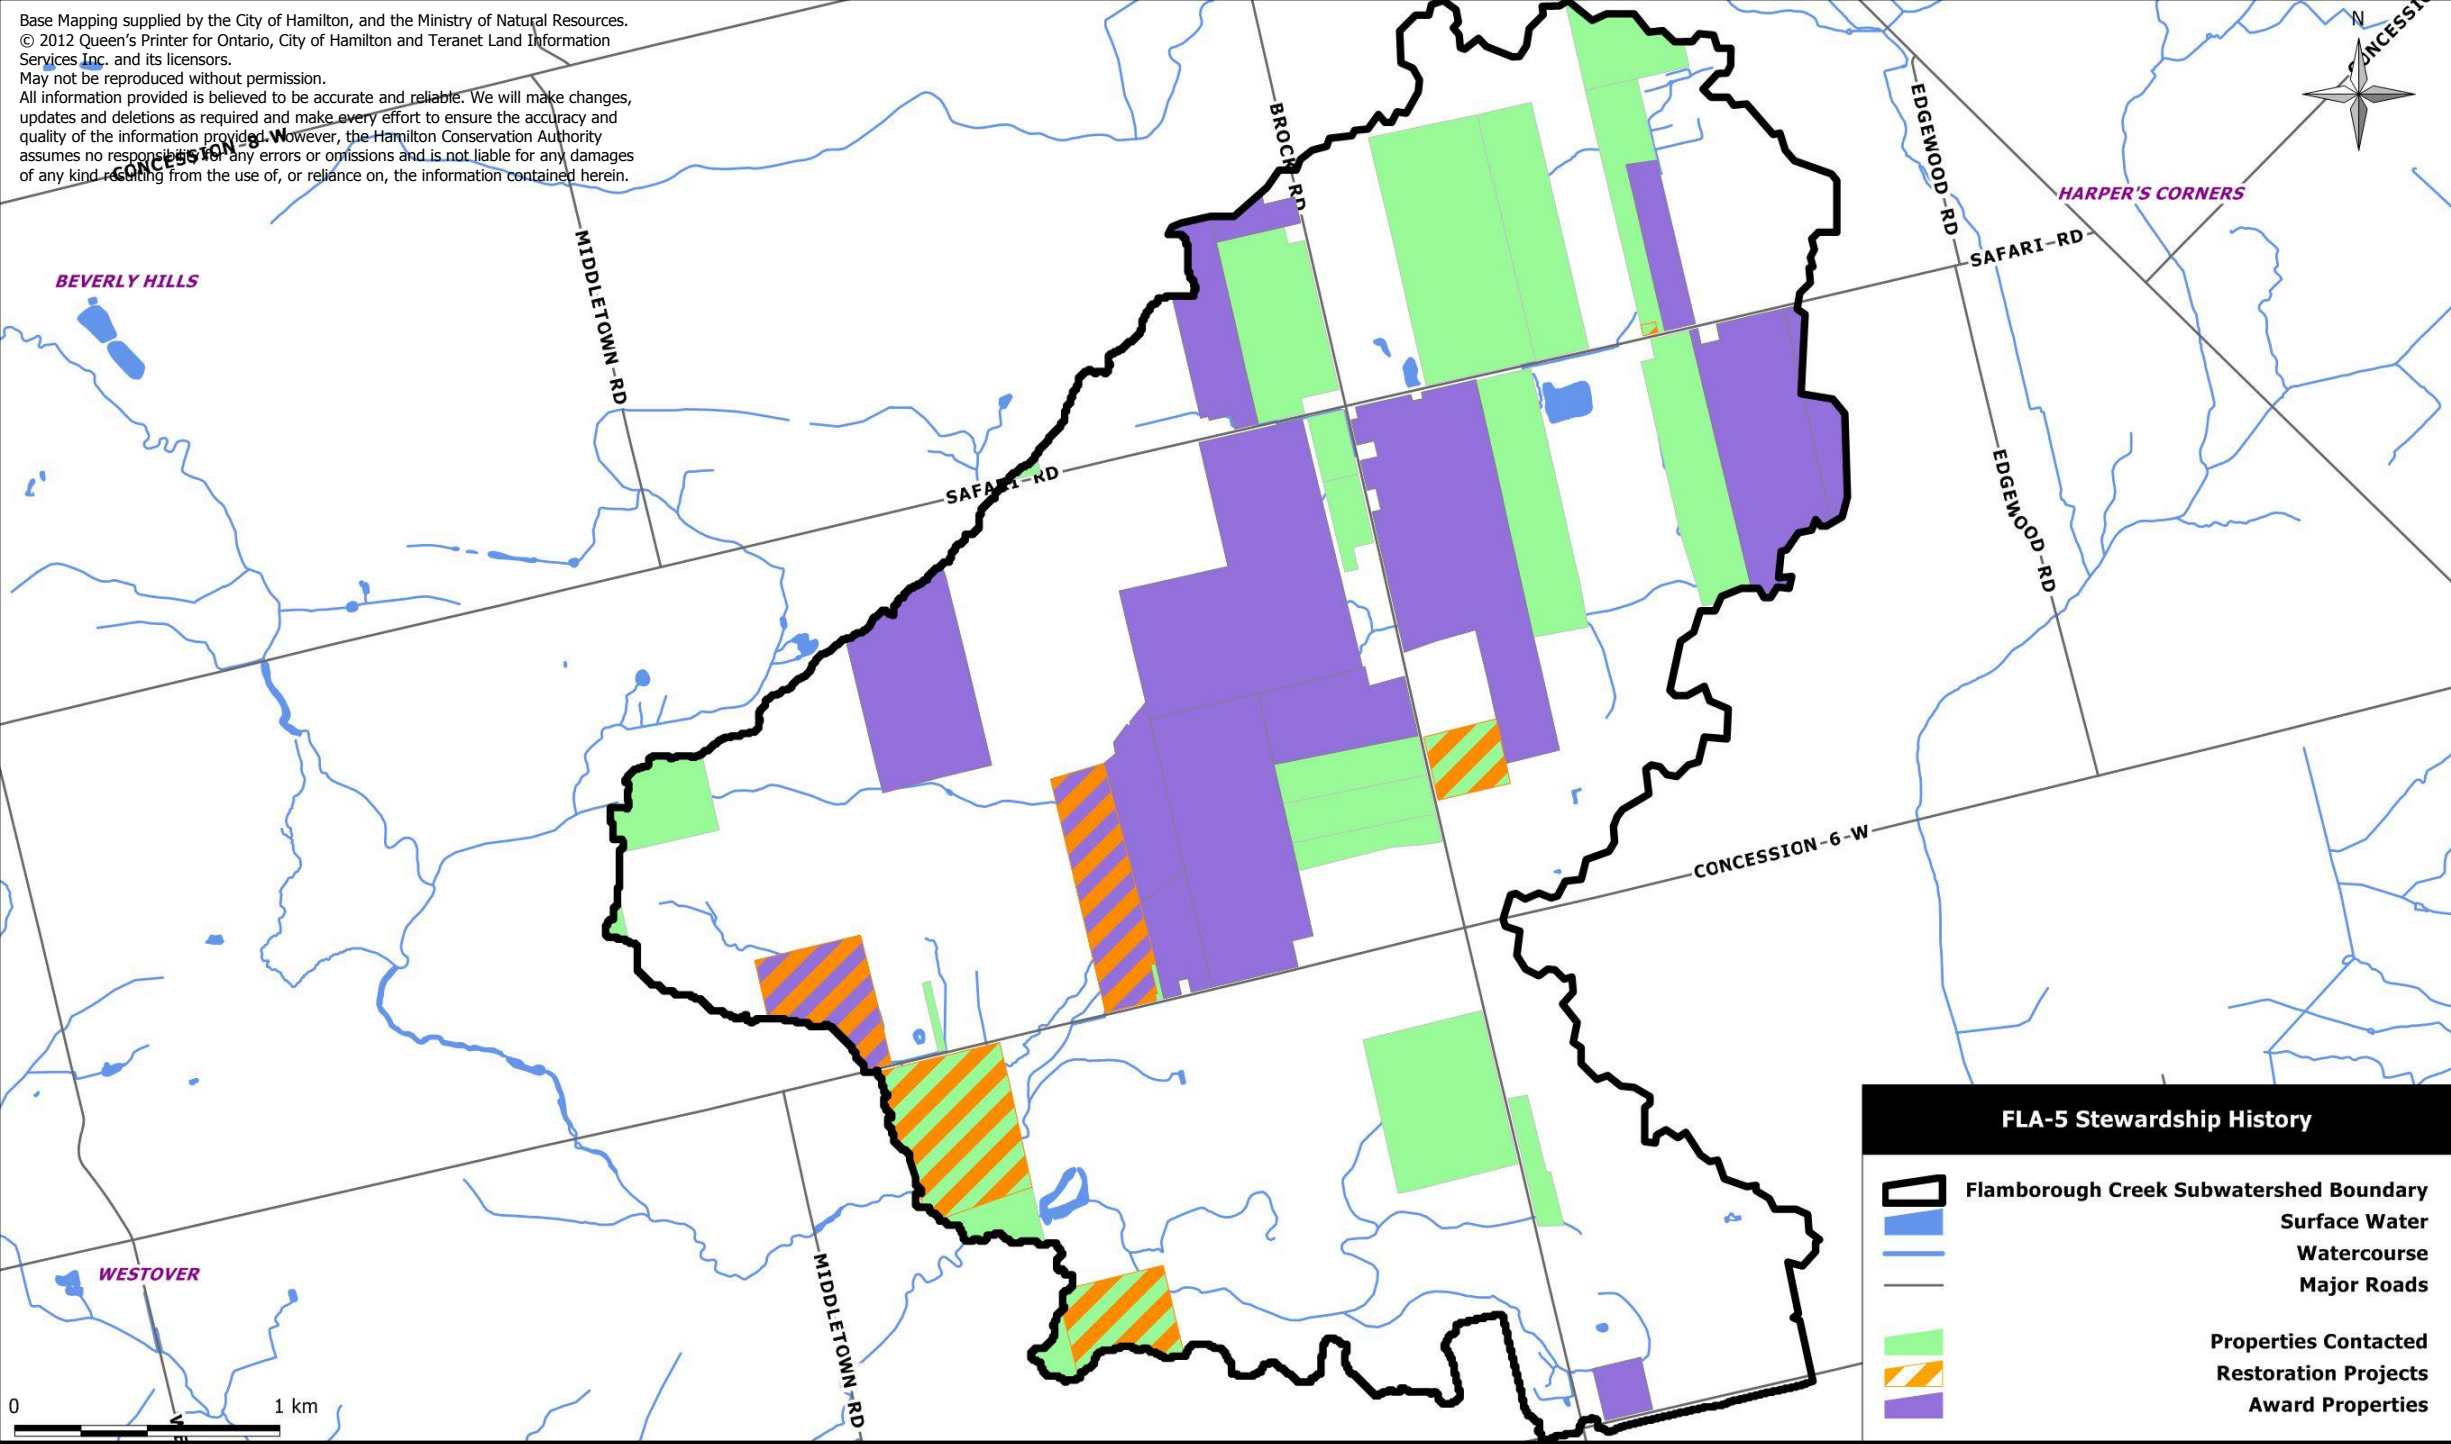 Base Mapping supplied by the City of Hamilton, and the Ministry of Natural Resources.
© 2012 Queen's Printer for Ontario, City of Hamilton and Teranet Land Information
Services Inc. and its licensors.
May not be reproduced without permission.
All information provided is believed to be accurate and reliable. We will make changes,
updates and deletions as required and make every effort to ensure the accuracy and
quality of the information provided. However, the Hamilton Conservation Authority
assumes no responsibility for any errors or omissions and is not liable for any damages
of any kind resulting from the use of, or reliance on, the information contained herein.
CONCESSION-8-W
N
BROCK RD
EDGEWOOD-RD
HARPER'S CORNERS
SAFARI-RD
BEVERLY HILLS
MIDDLETOWN-RD
SAFARI-RD
EDGEWOOD-RD
CONCESSION-6-W
WESTOVER
MIDDLETOWN-RD
0 1 km
FLA-5 Stewardship History
Flamborough Creek Subwatershed Boundary
Surface Water
Watercourse
Major Roads
Properties Contacted
Restoration Projects
Award Properties